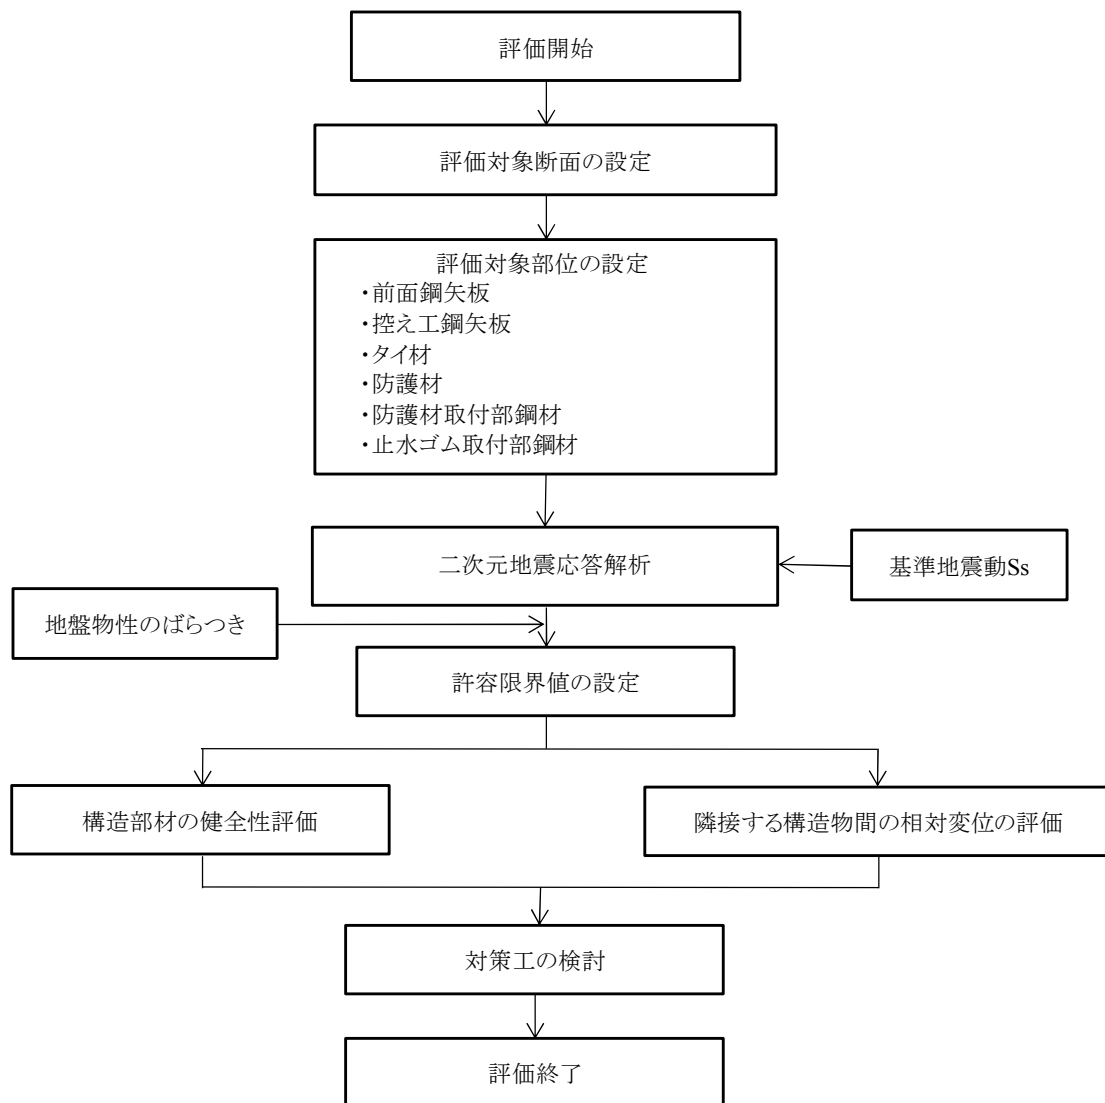 評価開始
評価対象断面の設定
評価対象部位の設定
・前面鋼矢板
・控え工鋼矢板
・タイ材
・防護材
・防護材取付部鋼材
・止水ゴム取付部鋼材
二次元地震応答解析
基準地震動Ss
地盤物性のばらつき
許容限界値の設定
構造部材の健全性評価
隣接する構造物間の相対変位の評価
対策工の検討
評価終了